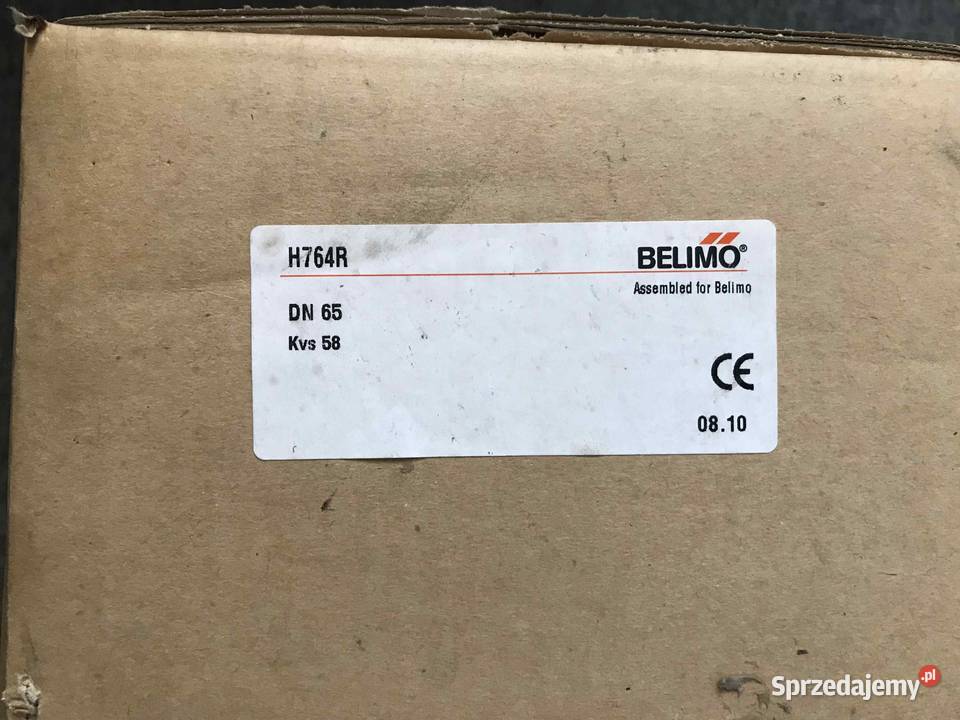 H764R
BELIMO®
Assembled for Belimo
DN 65
Kvs 58
CE
08.10
Sprzedajemy.pl